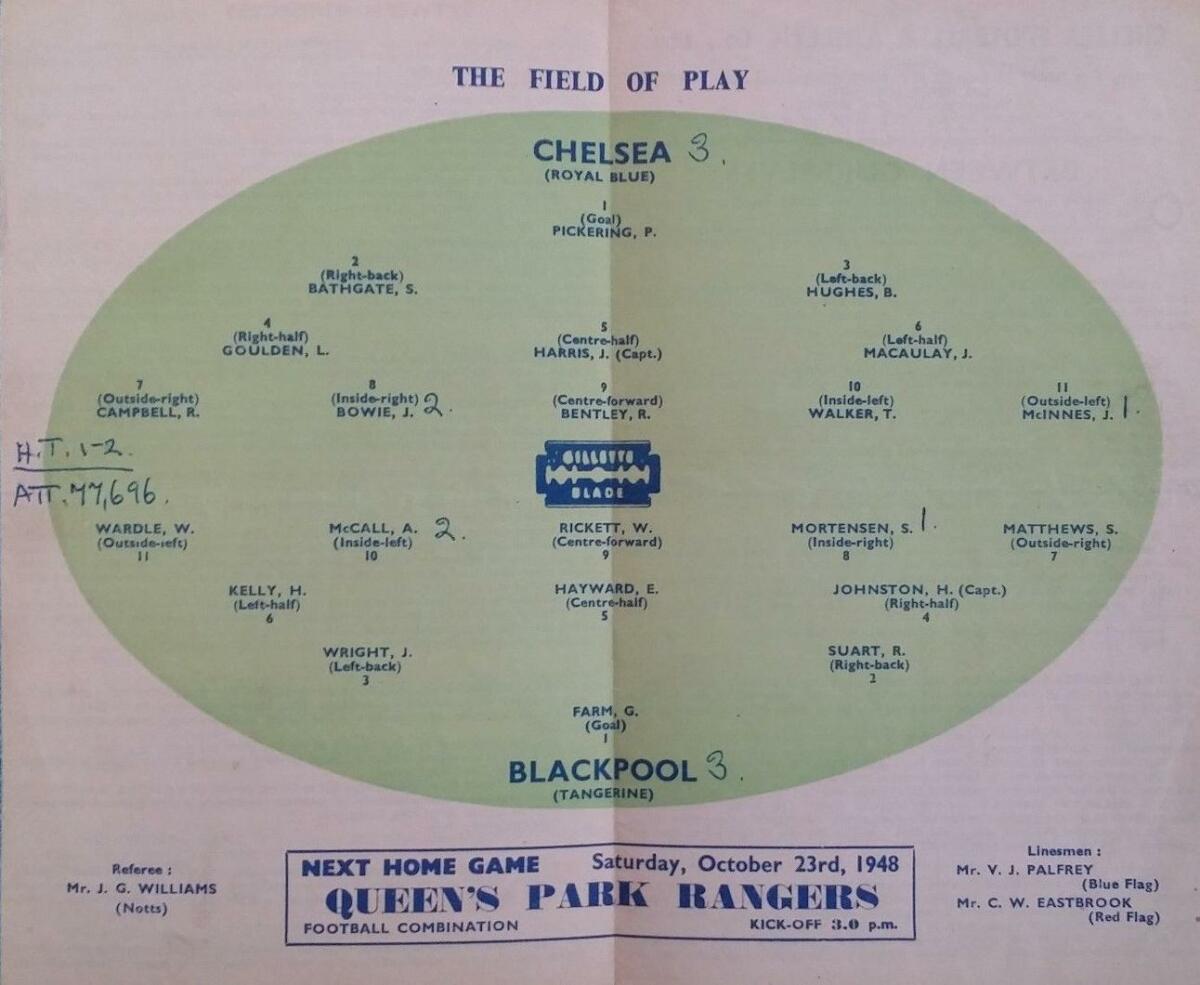 THE FIELD OF PLAY
CHELSEA 3.
(ROYAL BLUE)
1
(Goal)
PICKERING, P.
2
(Right-back)
BATHGATE, S.
3
(Left-back)
HUGHES, B.
4
(Right-half)
GOULDEN, L.
5
(Centre-half)
HARRIS, J. (Capt.)
6
(Left-half)
MACAULAY, J.
7
(Outside-right)
CAMPBELL, R.
8
(Inside-right)
BOWIE, J. 2.
9
(Centre-forward)
BENTLEY, R.
10
(Inside-left)
WALKER, T.
11
(Outside-left)
McINNES, J. 1.
H.T. 1-2.
ATT. 77,696.
GILLETTE
BLADE
WARDLE, W.
(Outside-left)
11
McCALL, A. 2.
(Inside-left)
10
RICKETT, W.
(Centre-forward)
9
MORTENSEN, S. 1.
(Inside-right)
8
MATTHEWS, S.
(Outside-right)
7
KELLY, H.
(Left-half)
6
HAYWARD, E.
(Centre-half)
5
JOHNSTON, H. (Capt.)
(Right-half)
4
WRIGHT, J.
(Left-back)
3
SUART, R.
(Right-back)
2
FARM, G.
(Goal)
1
BLACKPOOL 3.
(TANGERINE)
Referee :
Mr. J. G. WILLIAMS
(Notts)
NEXT HOME GAME Saturday, October 23rd, 1948
QUEEN'S PARK RANGERS
FOOTBALL COMBINATION KICK-OFF 3.0 p.m.
Linesmen :
Mr. V. J. PALFREY
(Blue Flag)
Mr. C. W. EASTBROOK
(Red Flag)